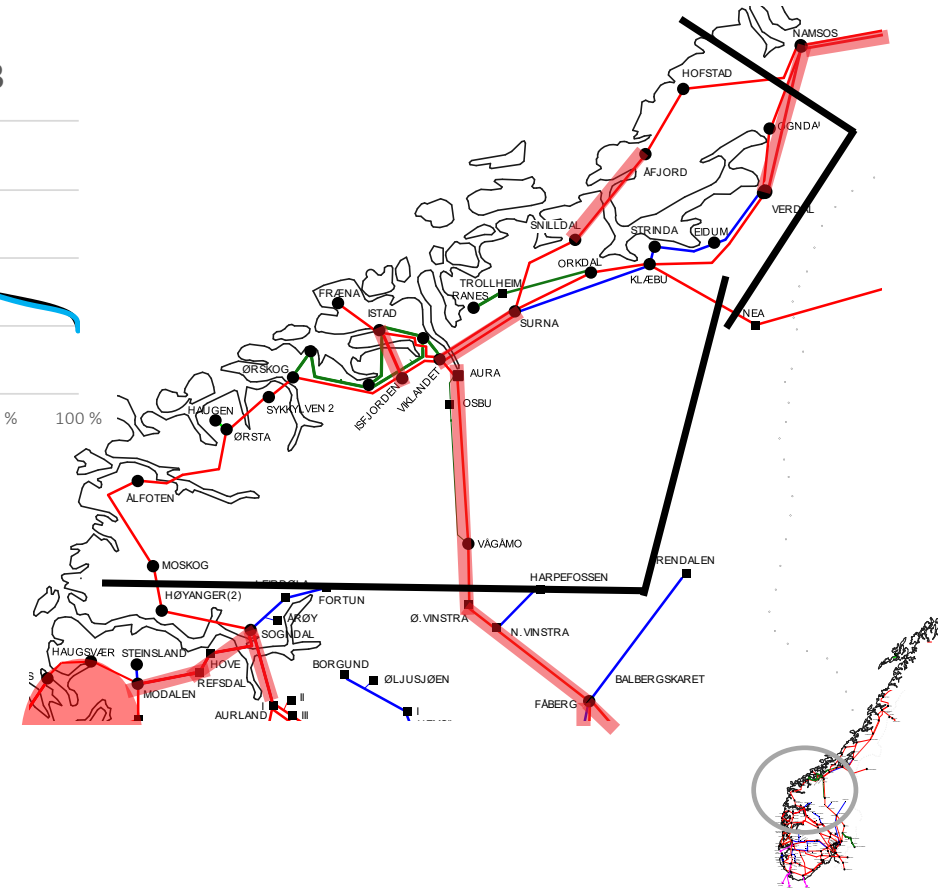 NAMSOS
HOFSTAD
OGNDAL
ÅFJORD
VERDAL
SNILLDAL
STRINDA
EIDUM
ORKDAL
KLÆBU
TROLLHEIM
RANES
NEA
FRÆNA
ISTAD
SURNA
ØRSKOG
AURA
ISFJORDEN
VIKLANDET
OSBU
% 100 %
HAUGEN
SYKKYLVEN 2
ØRSTA
ÅLFOTEN
VÅGÅMO
MOSKOG
RENDALEN
HARPEFOSSEN
HØYANGER(2)
FORTUN
ÅRØY
Ø.VINSTRA
SOGNDAL
N.VINSTRA
HAUGSVÆR
STEINSLAND
HOVE
BORGUND
REFSDAL
ØLJUSJØEN
BALBERGSKARET
MODALEN
FÅBERG
AURLAND
I
II
III
I